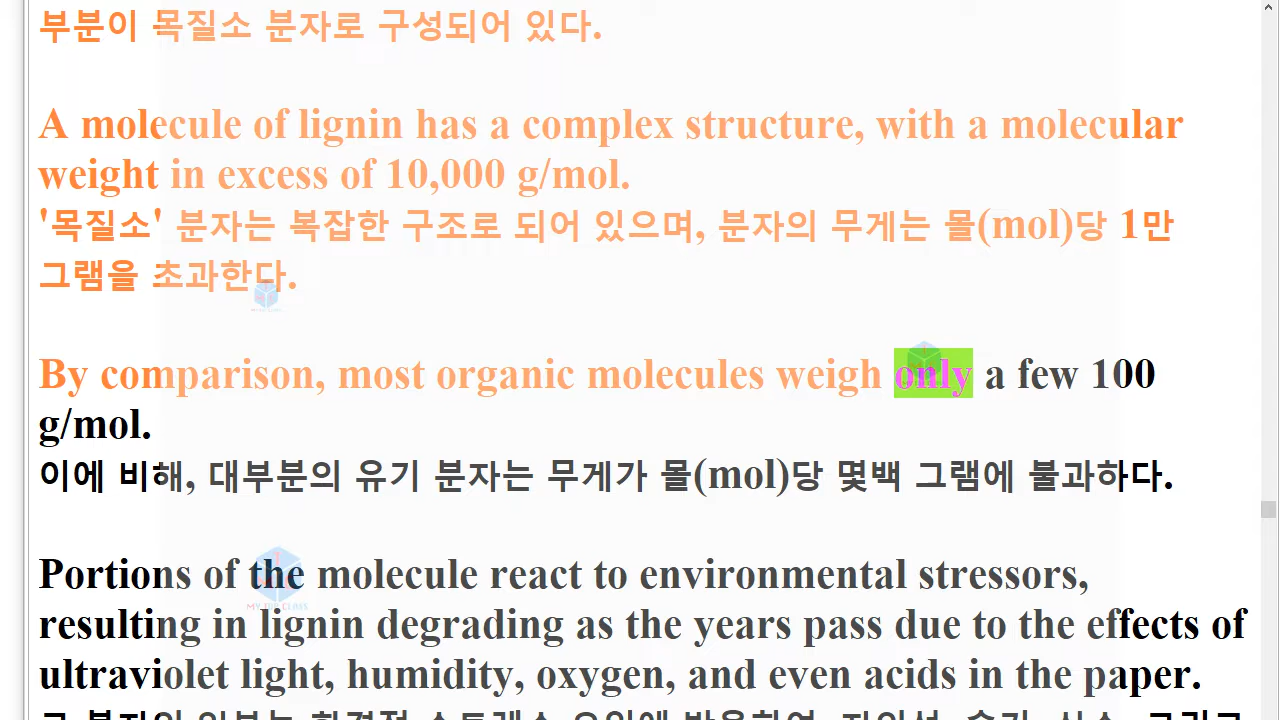 부분이 목질소 분자로 구성되어 있다.
A molecule of lignin has a complex structure, with a molecular
weight in excess of 10,000 g/mol.
'목질소' 분자는 복잡한 구조로 되어 있으며, 분자의 무게는 몰(mol)당 1만
그램을 초과한다.
By comparison, most organic molecules weigh only a few 100
g/mol.
이에 비해, 대부분의 유기 분자는 무게가 몰(mol)당 몇백 그램에 불과하다.
Portions of the molecule react to environmental stressors,
MY TOP CLASS
resulting in lignin degrading as the years pass due to the effects of
ultraviolet light, humidity, oxygen, and even acids in the paper.